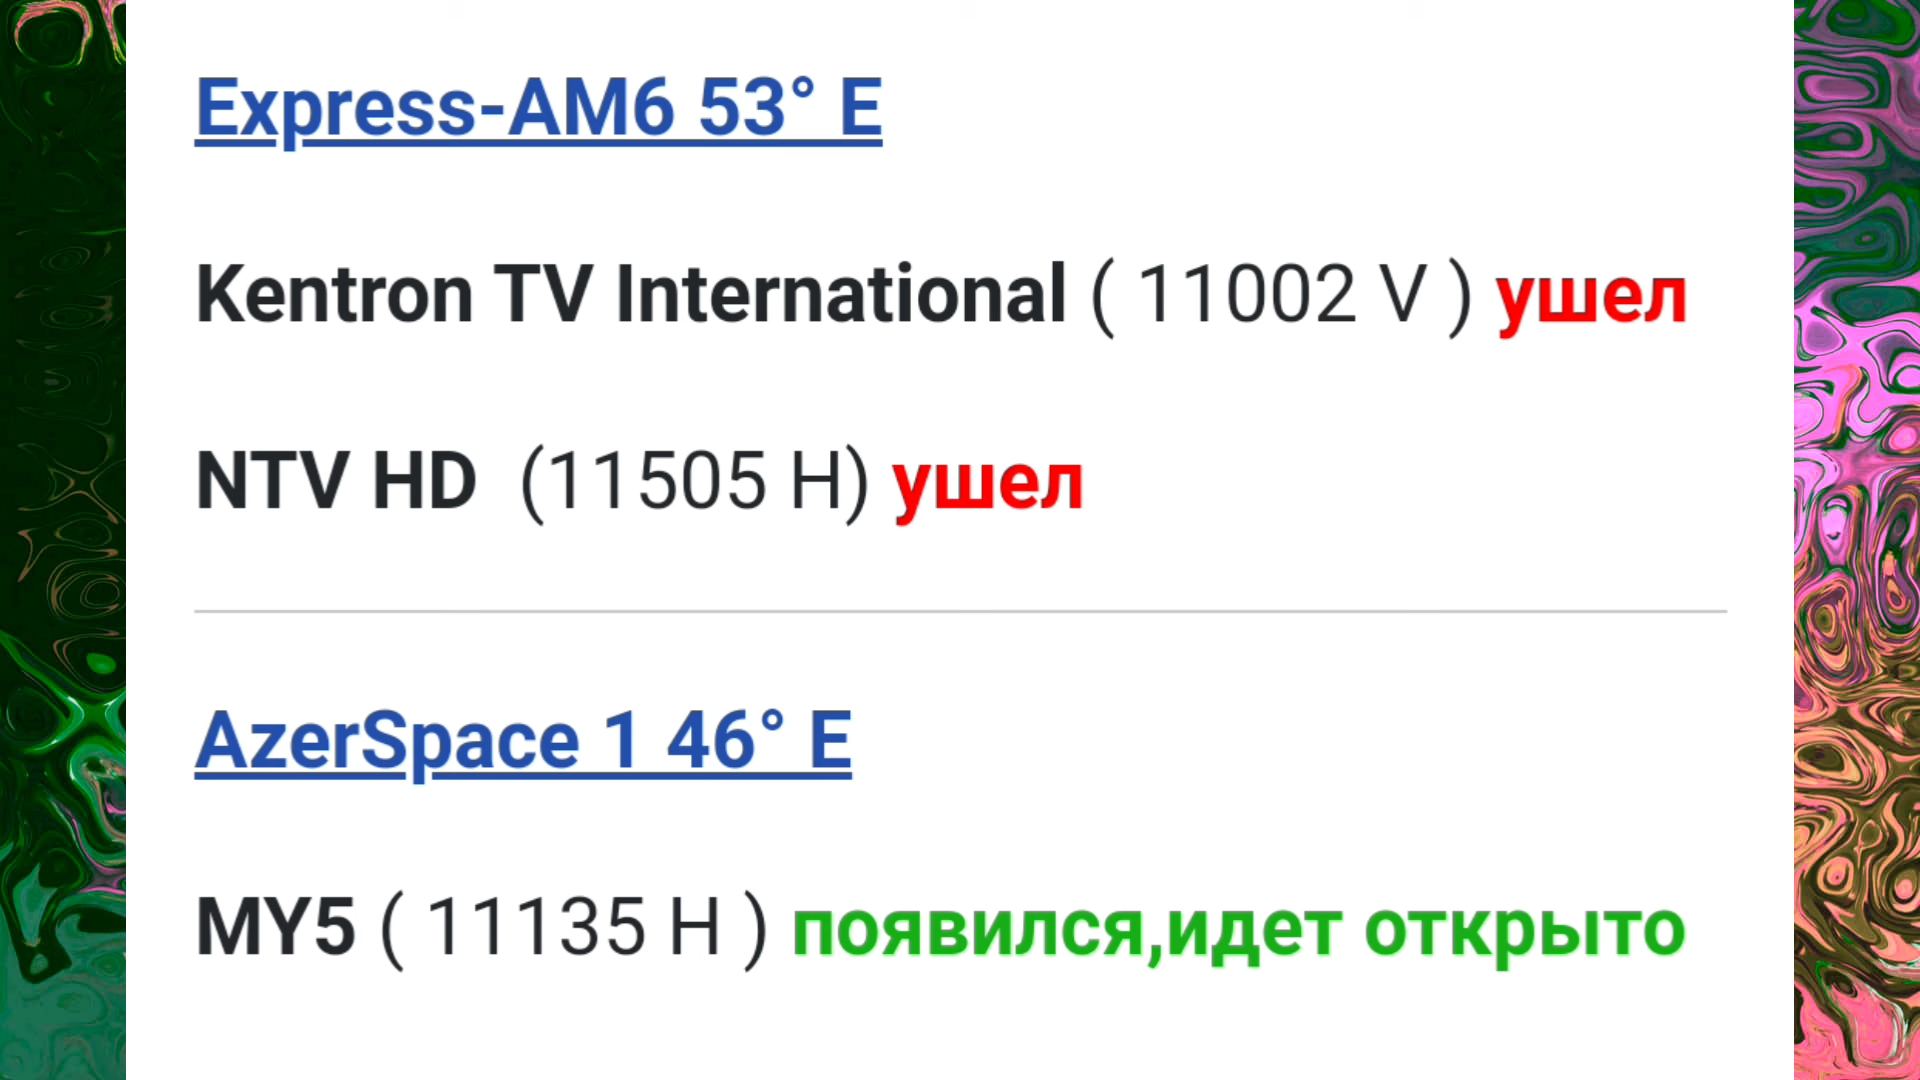 Express-AM6 53° E
Kentron TV International ( 11002 V ) ушел
NTV HD (11505 H) ушел
AzerSpace 1 46° E
MY5 ( 11135 H ) появился,идет открыто